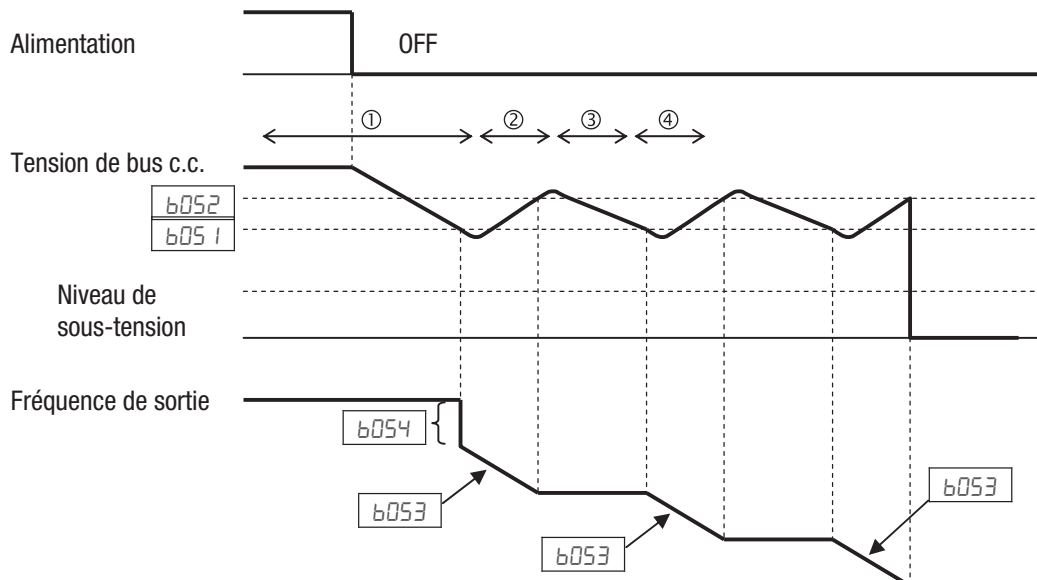 Alimentation
OFF
① ② ③ ④
Tension de bus c.c.
b052
b051
Niveau de
sous-tension
Fréquence de sortie
b054
b053
b053
b053